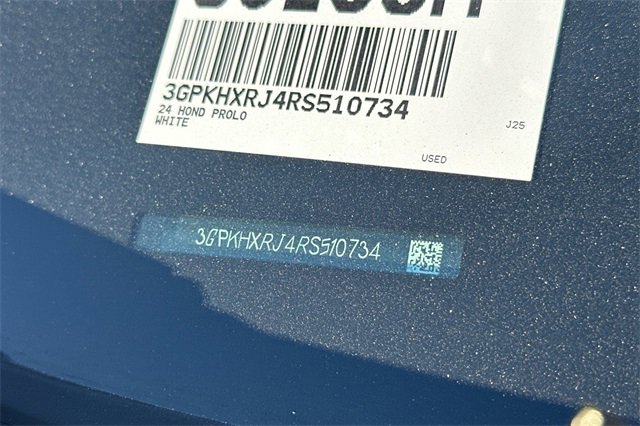 3GPKHXRJ4RS510734
24 HOND PROLO
WHITE
J25
USED
3GPKHXRJ4RS510734